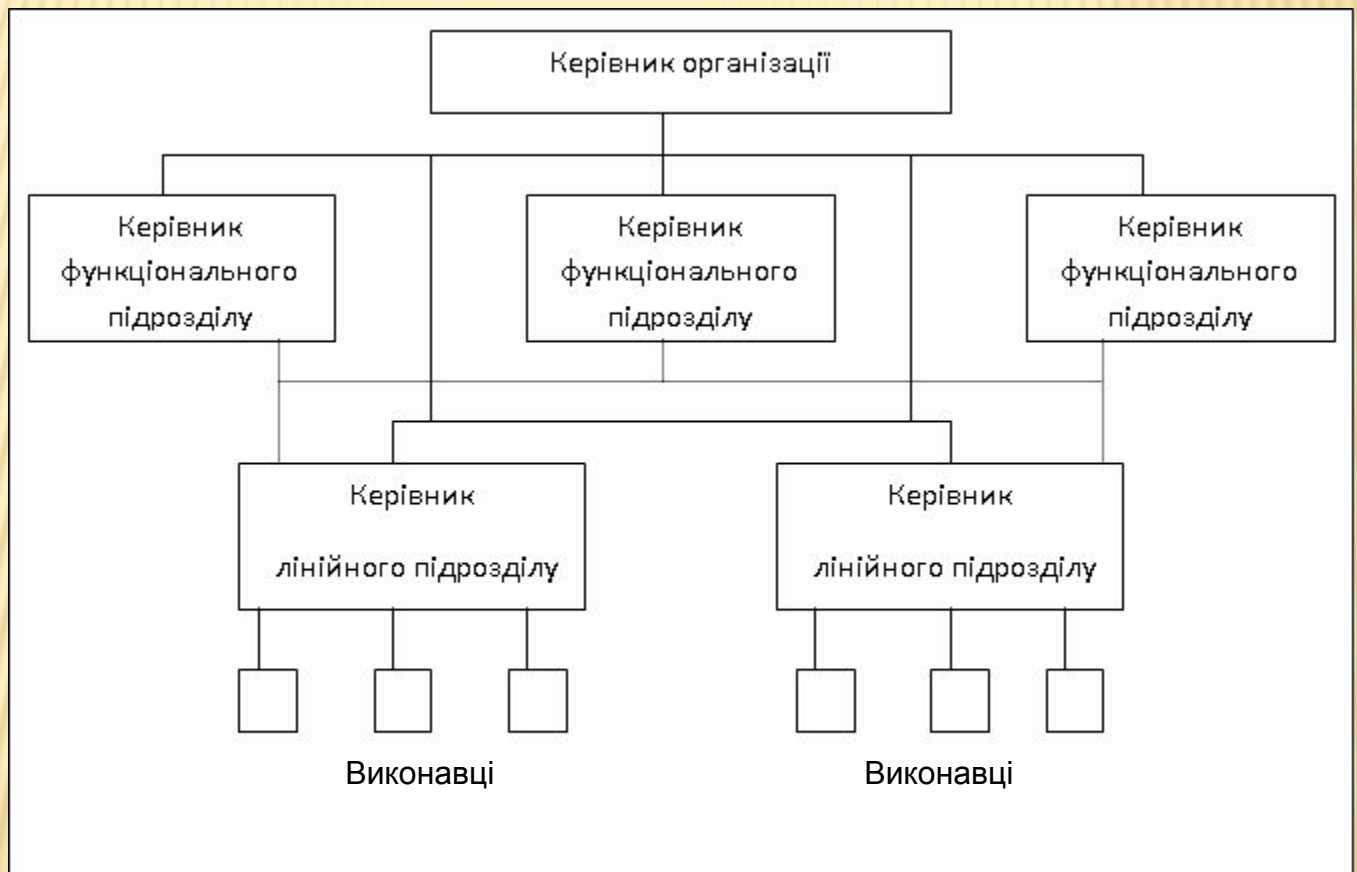 Керівник організації
Керівник
функціонального
підрозділу
Керівник
функціонального
підрозділу
Керівник
функціонального
підрозділу
Керівник
лінійного підрозділу
Керівник
лінійного підрозділу
Виконавці
Виконавці